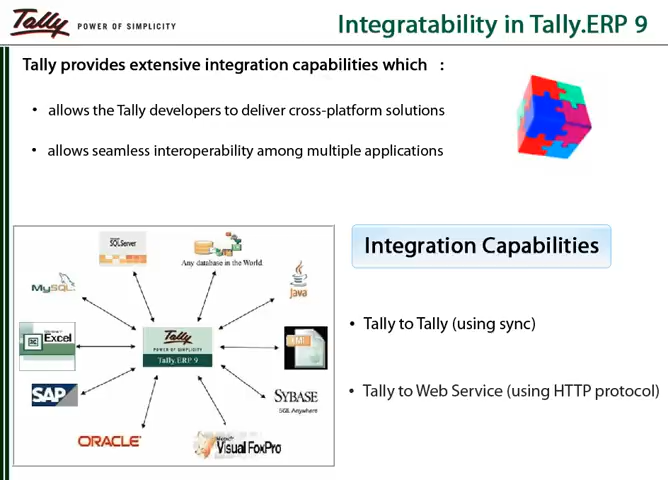 Tally POWER OF SIMPLICITY
Integratability in Tally.ERP 9
Tally provides extensive integration capabilities which :
• allows the Tally developers to deliver cross-platform solutions
• allows seamless interoperability among multiple applications
SQLServer
Any database in the World
MySQL
Java
Excel
Tally
POWER OF SIMPLICITY
Tally.ERP 9
XML
SAP
SYBASE
SQL Anywhere
ORACLE
Visual FoxPro
Integration Capabilities
• Tally to Tally (using sync)
• Tally to Web Service (using HTTP protocol)